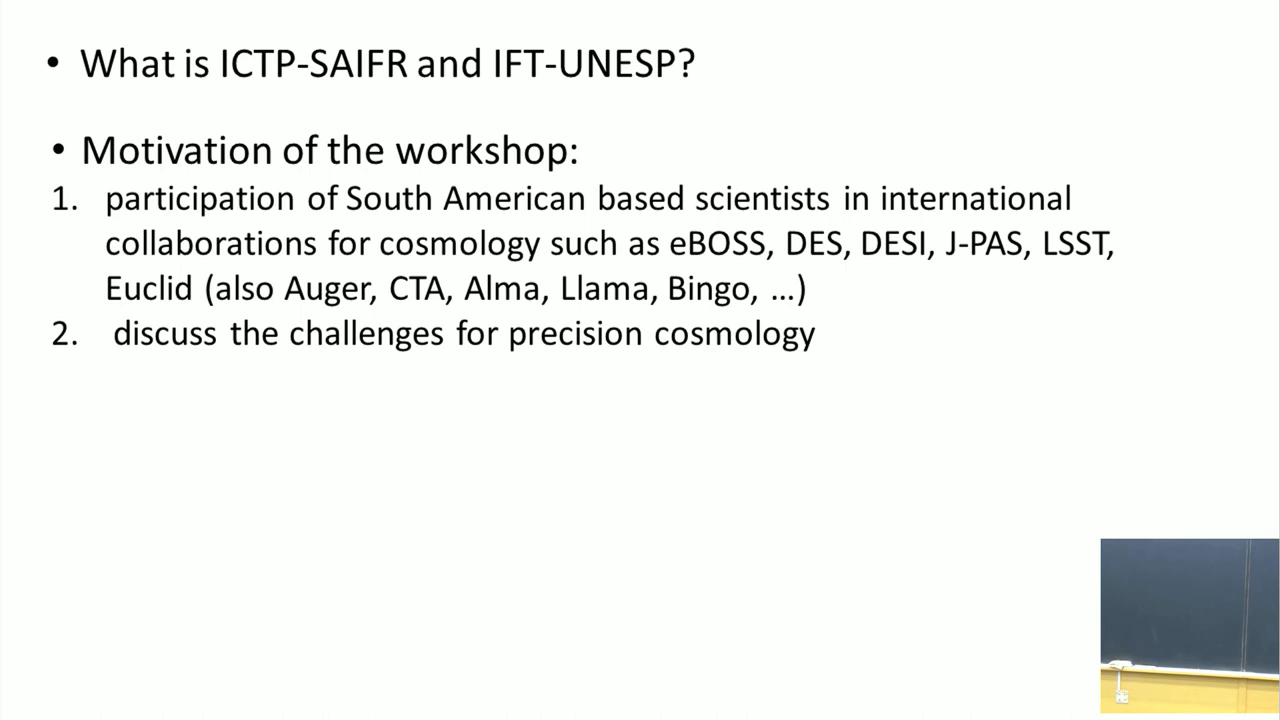 • What is ICTP-SAIFR and IFT-UNESP?
• Motivation of the workshop:
1. participation of South American based scientists in international
collaborations for cosmology such as eBOSS, DES, DESI, J-PAS, LSST,
Euclid (also Auger, CTA, Alma, Llama, Bingo, ...)
2. discuss the challenges for precision cosmology